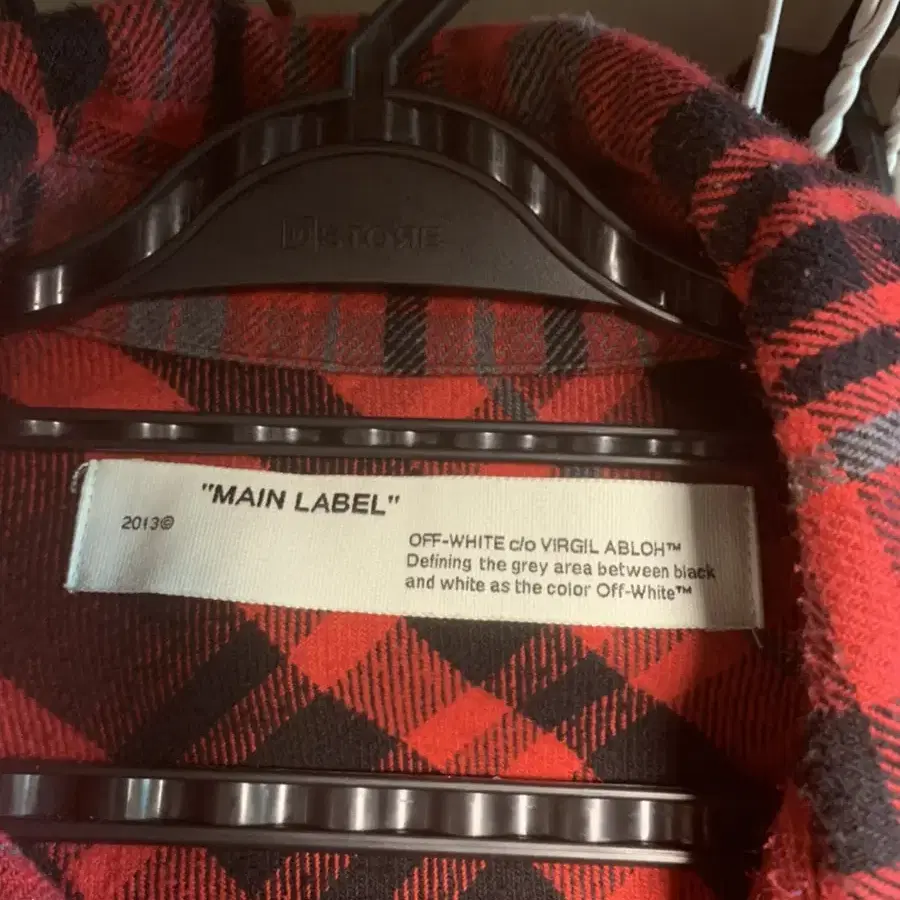 "MAIN LABEL"
2013©
OFF-WHITE c/o VIRGIL ABLOH™
Defining the grey area between black
and white as the color Off-White™